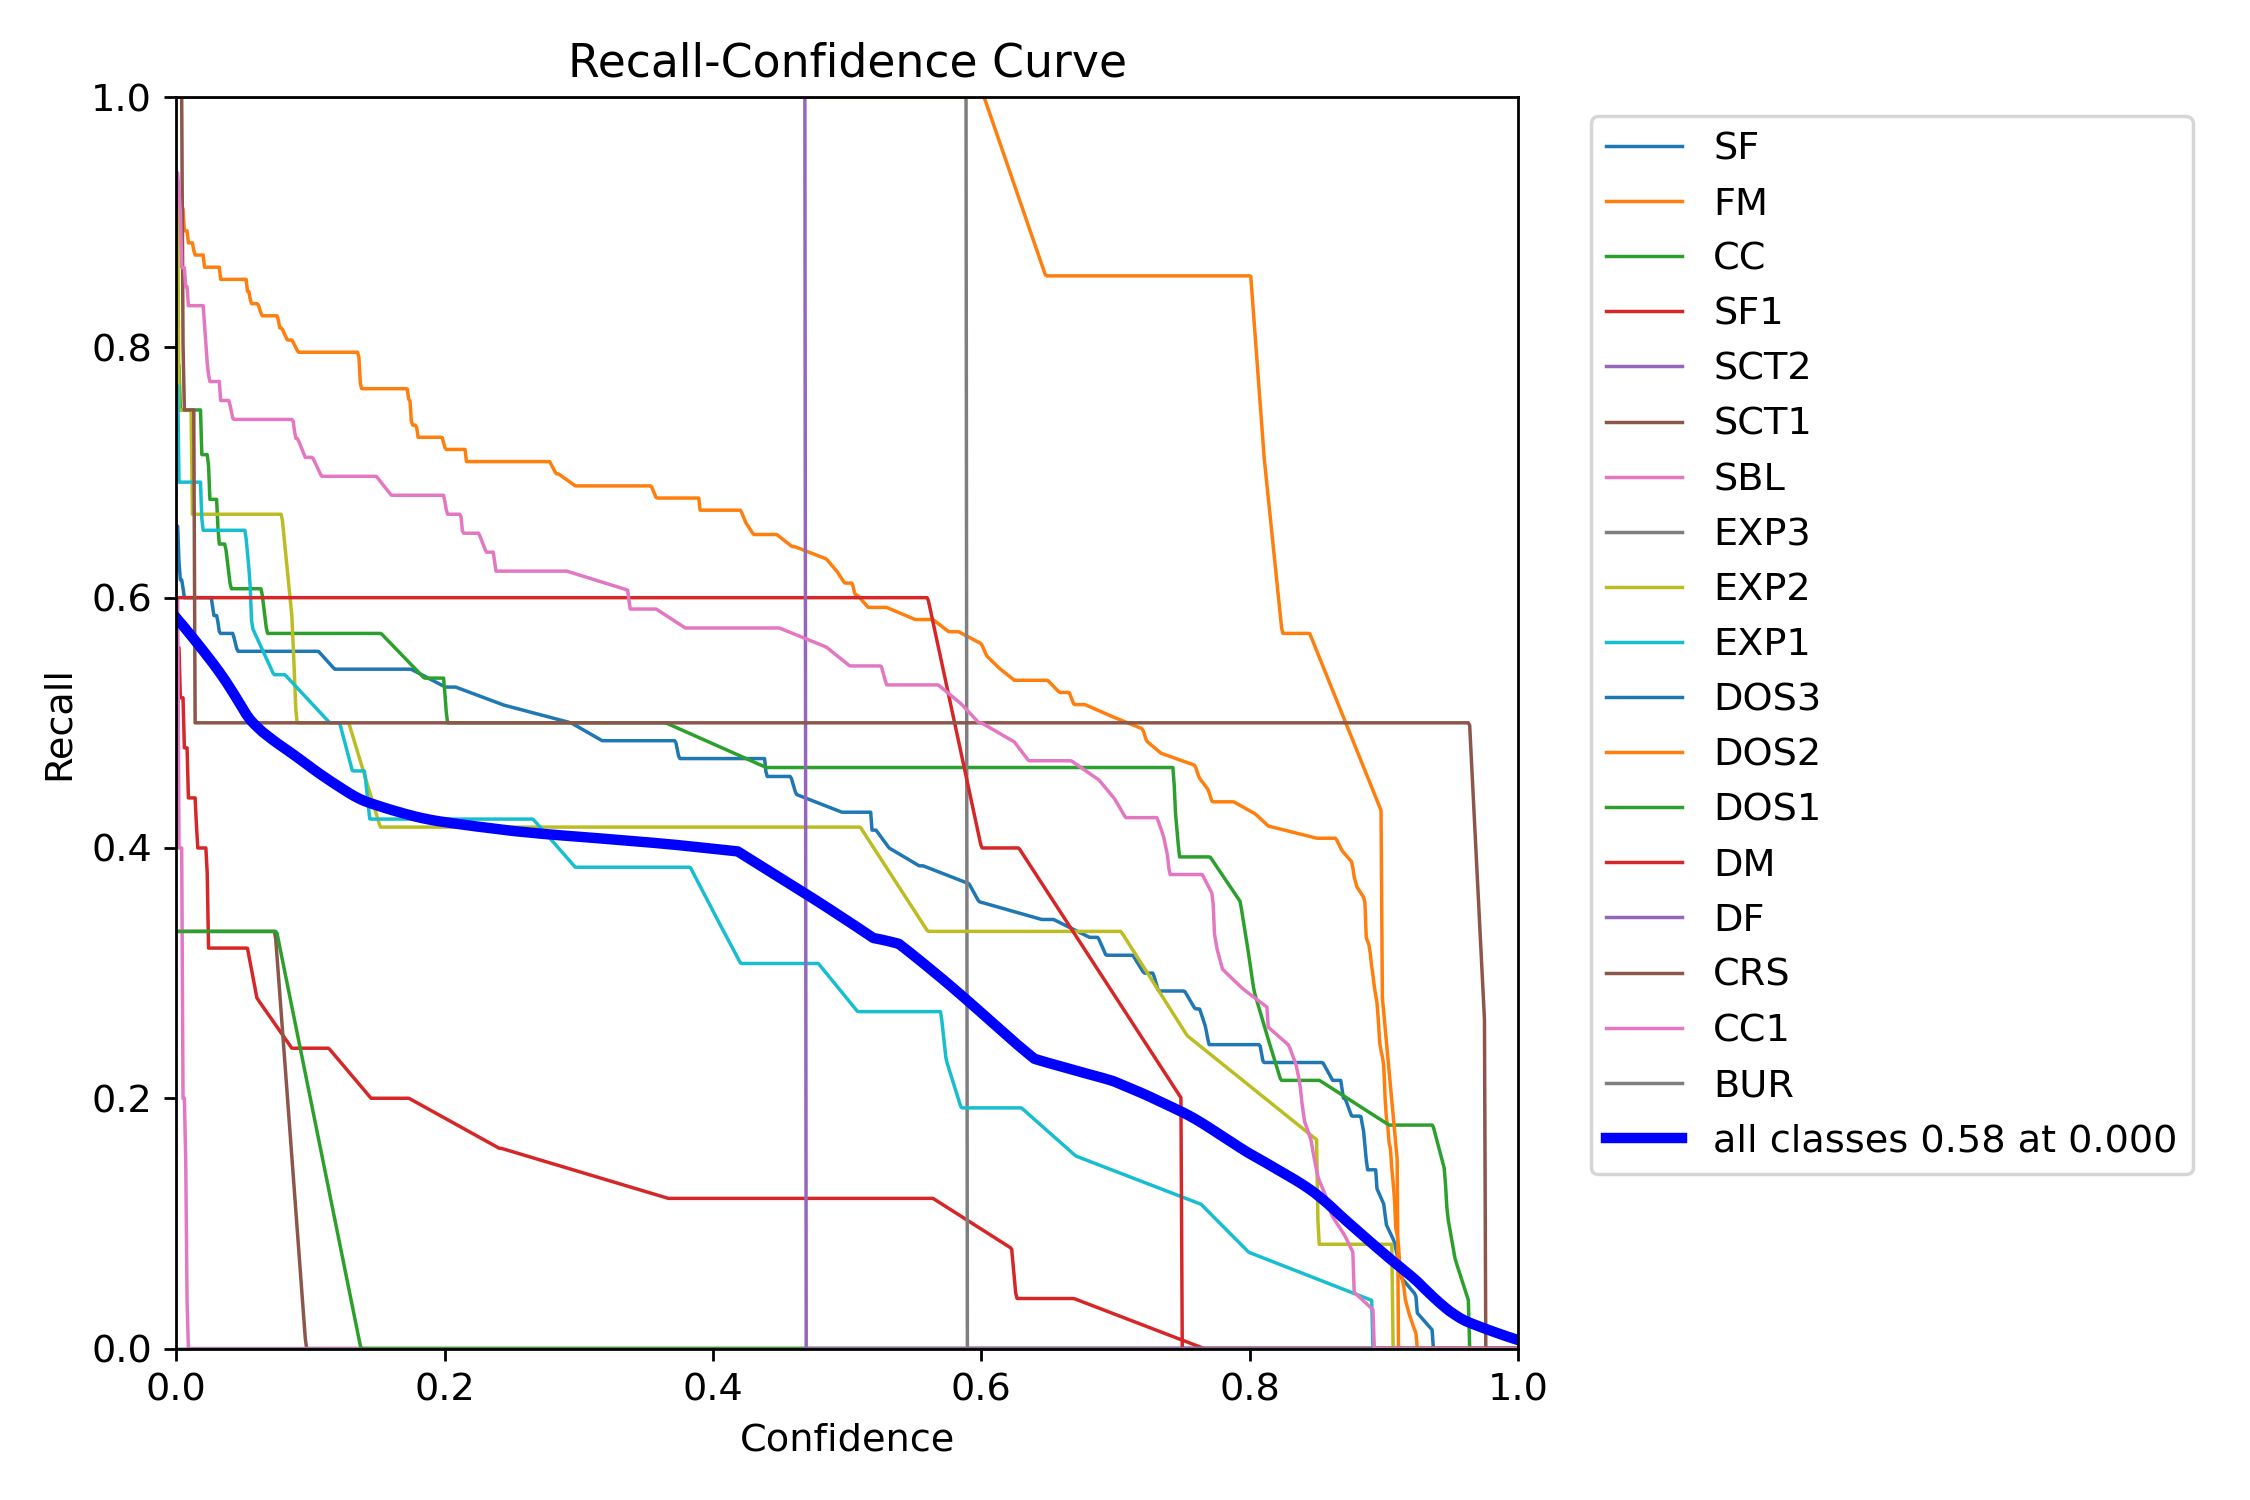 Recall-Confidence Curve
1.0
0.8
0.6
0.4
0.2
0.0
Recall
0.0 0.2 0.4 0.6 0.8 1.0
Confidence
SF
FM
CC
SF1
SCT2
SCT1
SBL
EXP3
EXP2
EXP1
DOS3
DOS2
DOS1
DM
DF
CRS
CC1
BUR
all classes 0.58 at 0.000